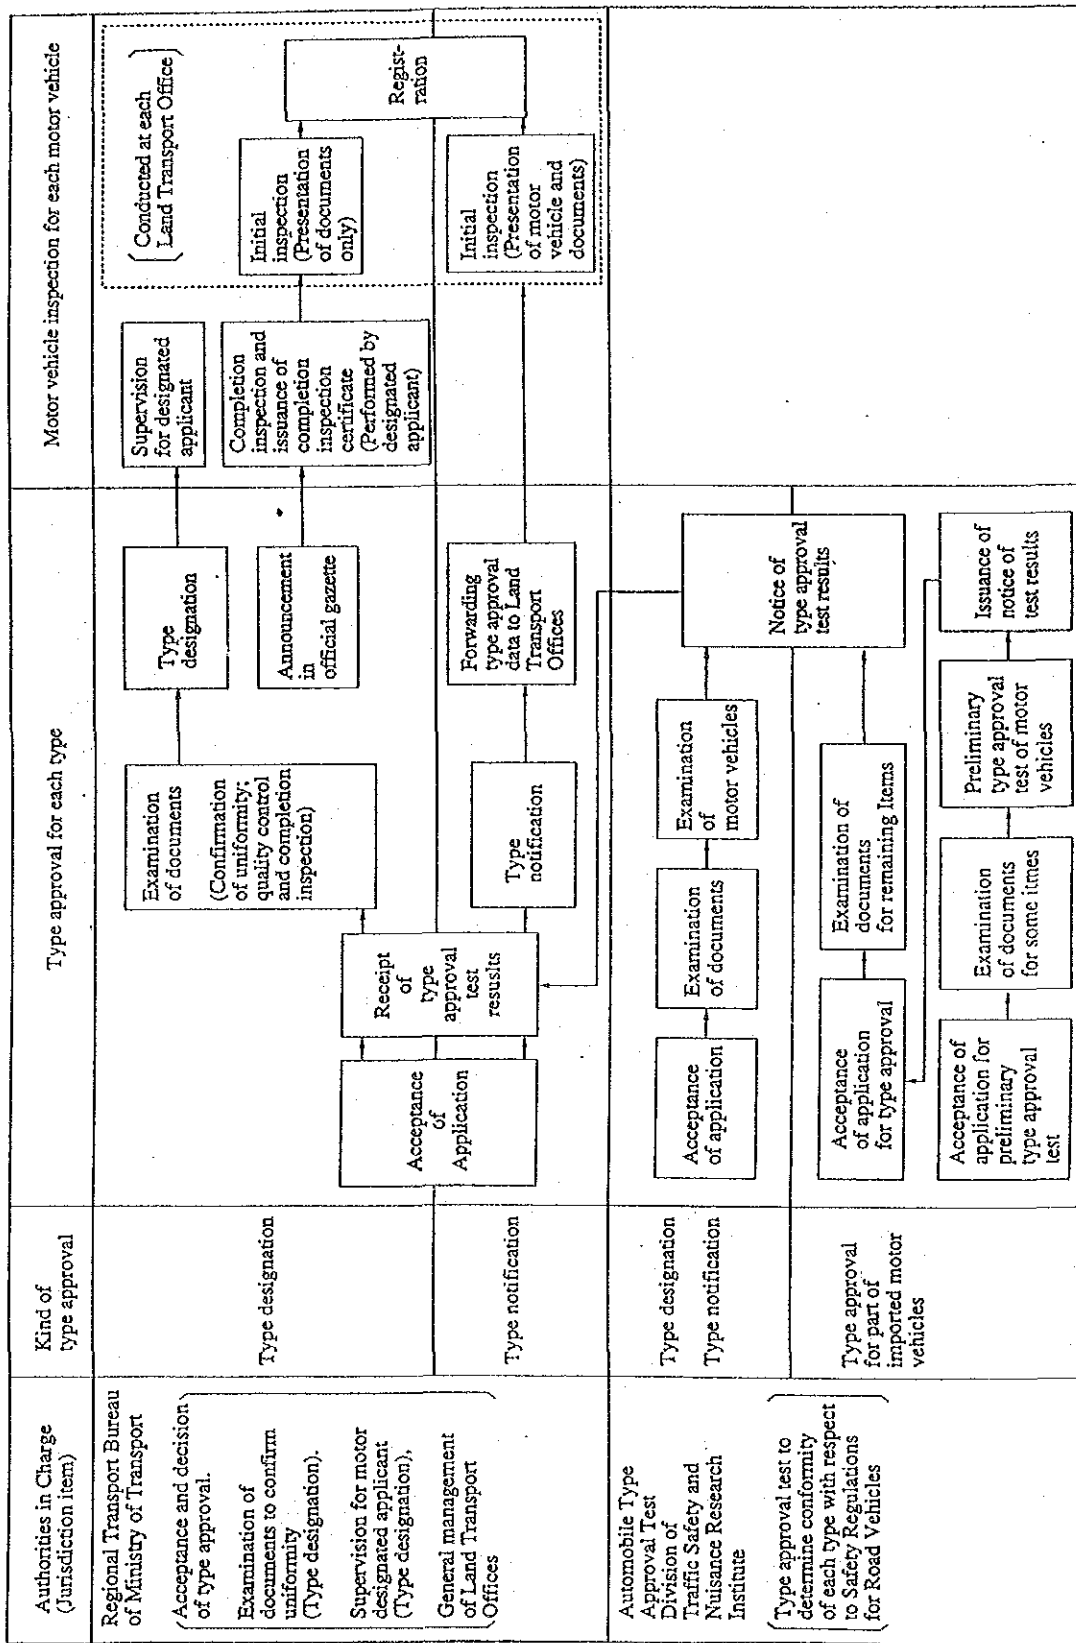 Authorities in Charge
(Jurisdiction item)
Kind of
type approval
Type approval for each type
Motor vehicle inspection for each motor vehicle
Regional Transport Bureau
of Ministry of Transport
Acceptance and decision
of type approval.
Examination of
documents to confirm
uniformity
(Type designation).
Supervision for motor
designated applicant
(Type designation),
General management
of Land Transport
Offices
Type designation
Type notification
Acceptance
of
Application
Receipt
of
type
approval
test
resuslts
Examination
of documents
(Confirmation
of uniformity;
quality control
and completion
inspection)
Type
designation
Announcement
in
official gazette
Type
notification
Forwarding
type approval
data to Land
Transport
Offices
Supervision
for designated
applicant
Completion
inspection and
issuance of
completion
inspection
certificate
(Performed by
designated
applicant)
(Conducted at each
Land Transport Office)
Initial
inspection
(Presentation
of documents
only)
Initial
inspection
(Presentation
of motor
vehicle and
documents)
Regist-
ration
Automobile Type
Approval Test
Division of
Traffic Safety and
Nuisance Research
Institute
(Type approval test to
determine conformity
of each type with respect
to Safety Regulations
for Road Vehicles)
Type designation
Type notification
Acceptance
of application
Examination
of documents
Examination
of
motor vehicles
Notice of
type approval
test results
Type approval
for part of
imported motor
vehicles
Acceptance
of application
for type approval
Examination of
documents
for remaining Items
Acceptance of
application for
preliminary
type approval
test
Examination
of documents
for some itmes
Preliminary
type approval
test of motor
vehicles
Issuance of
notice of
test results